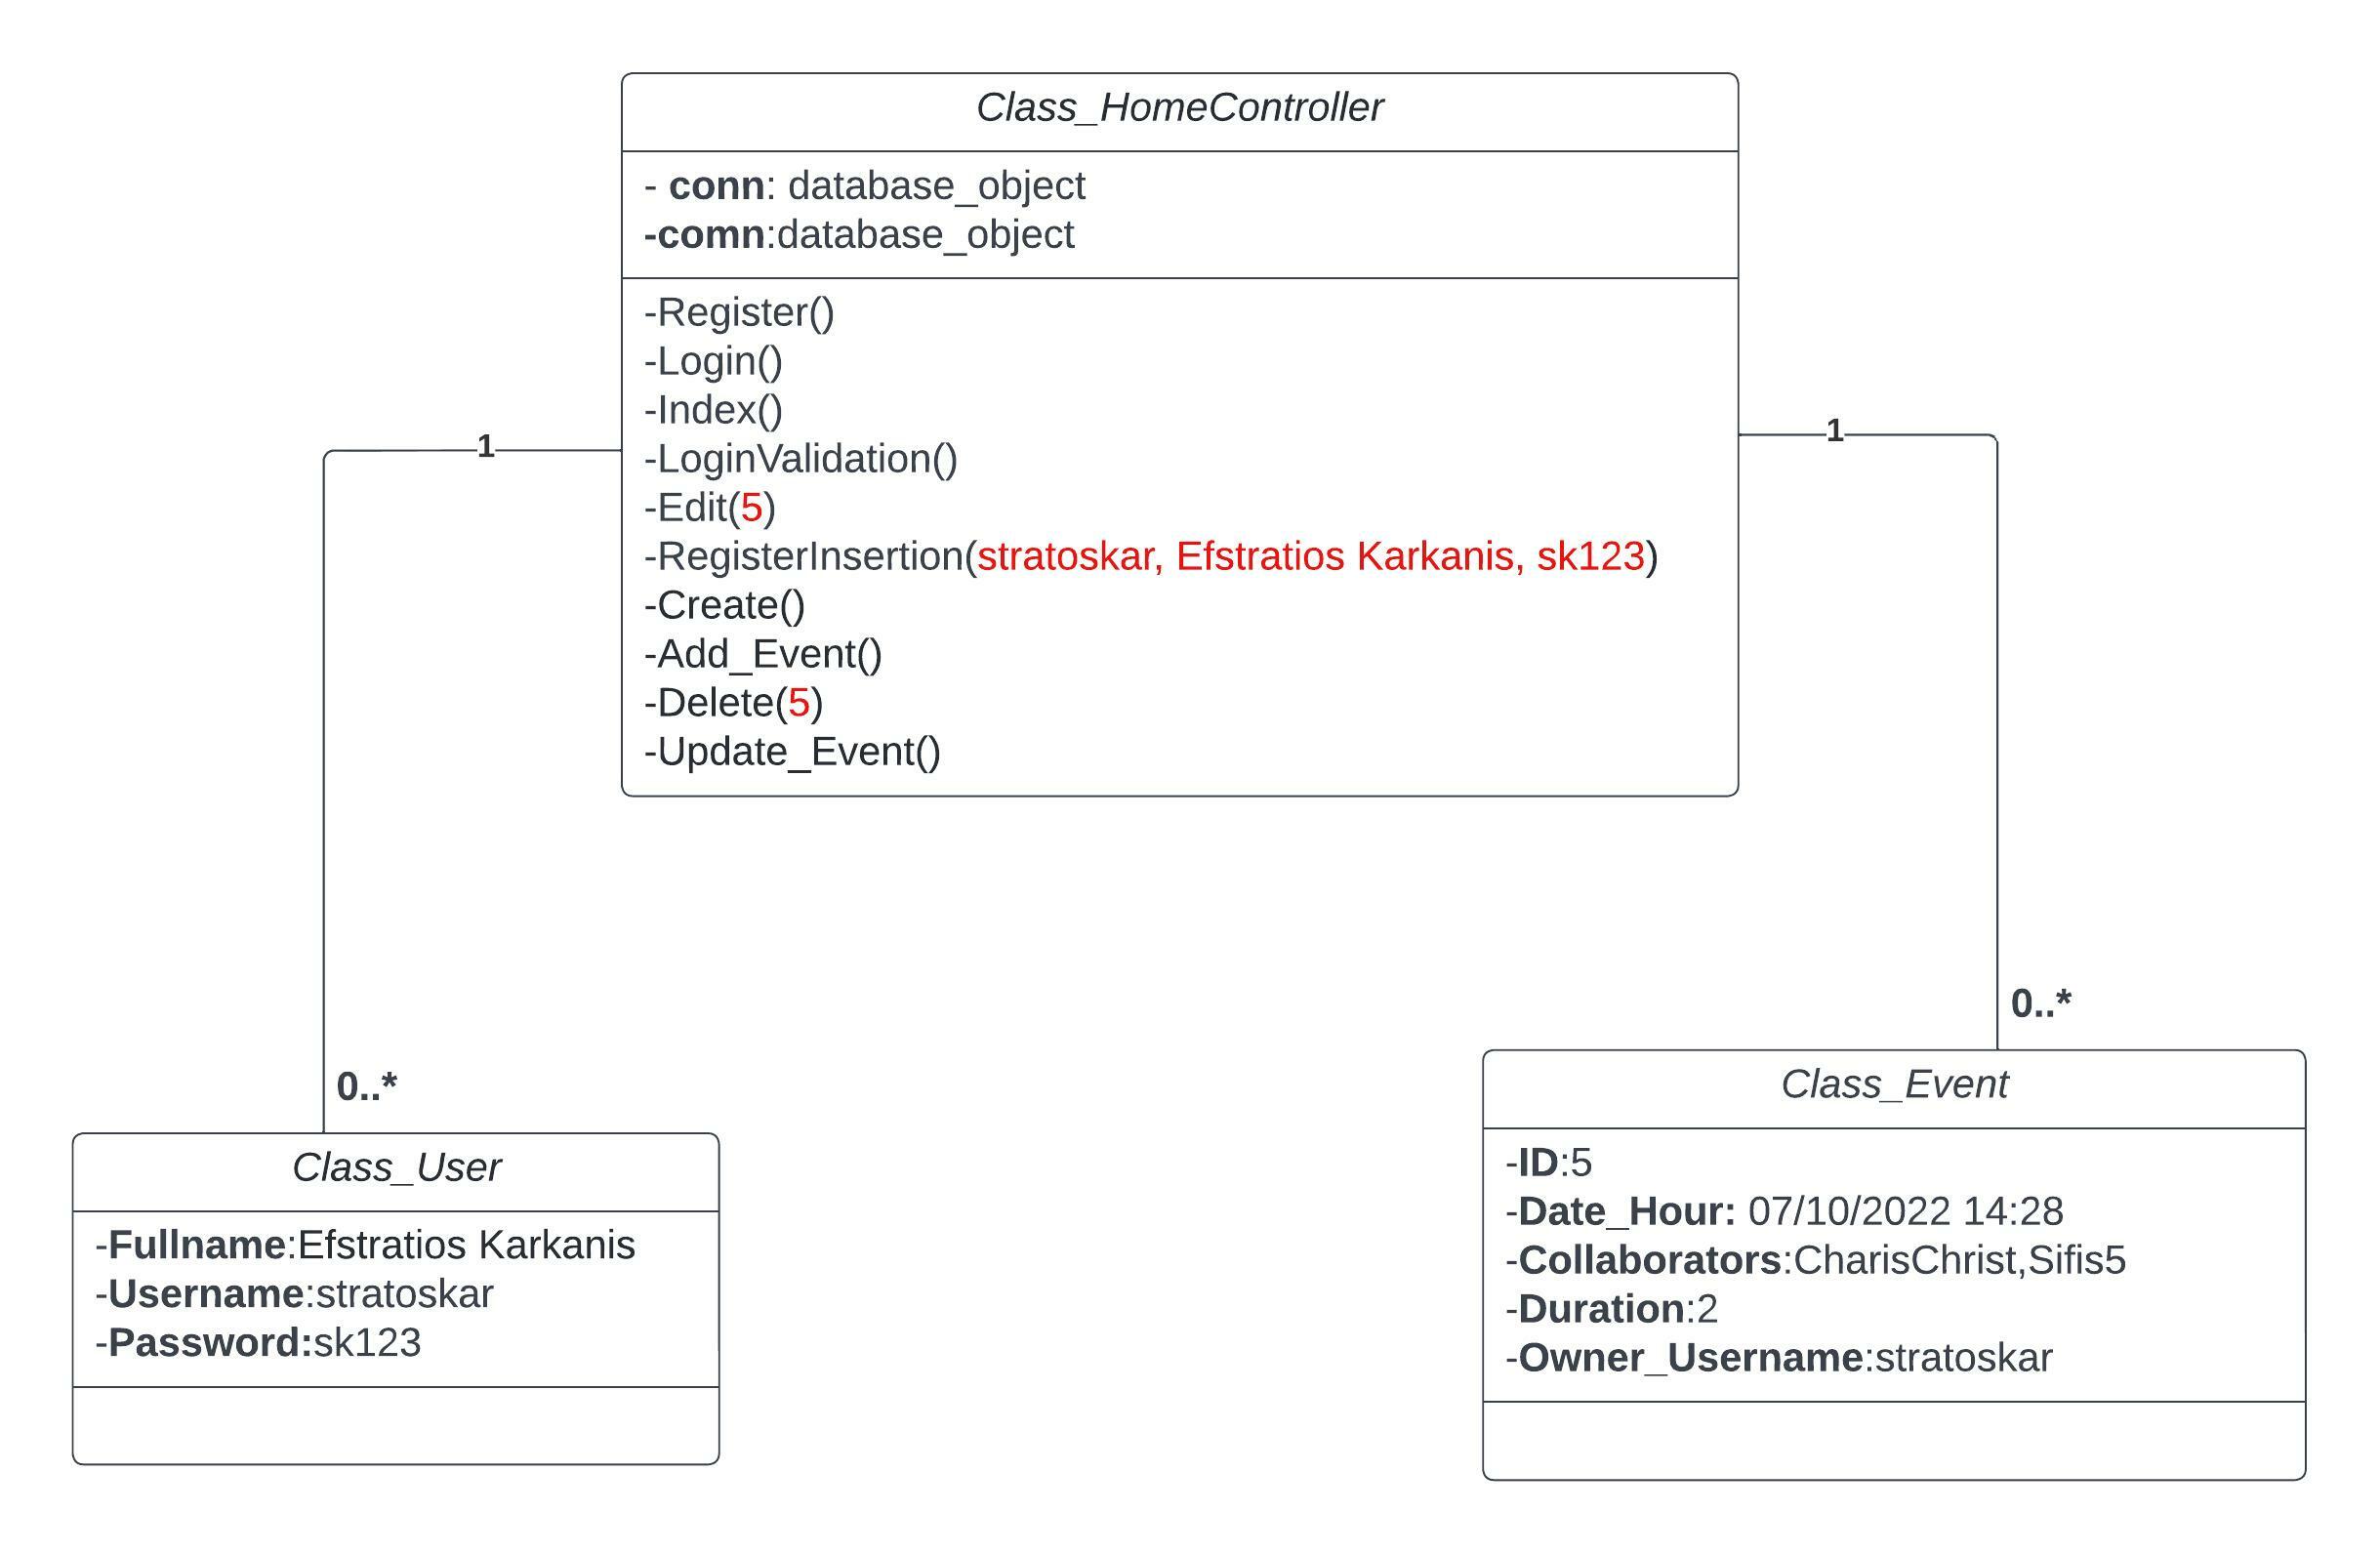 Class_HomeController
- conn: database_object
-comn:database_object
-Register()
-Login()
-Index()
-LoginValidation()
-Edit(5)
-RegisterInsertion(stratoskar, Efstratios Karkanis, sk123)
-Create()
-Add_Event()
-Delete(5)
-Update_Event()
1
1
0..*
0..*
Class_User
-Fullname:Efstratios Karkanis
-Username:stratoskar
-Password:sk123
Class_Event
-ID:5
-Date_Hour: 07/10/2022 14:28
-Collaborators:CharisChrist,Sifis5
-Duration:2
-Owner_Username:stratoskar